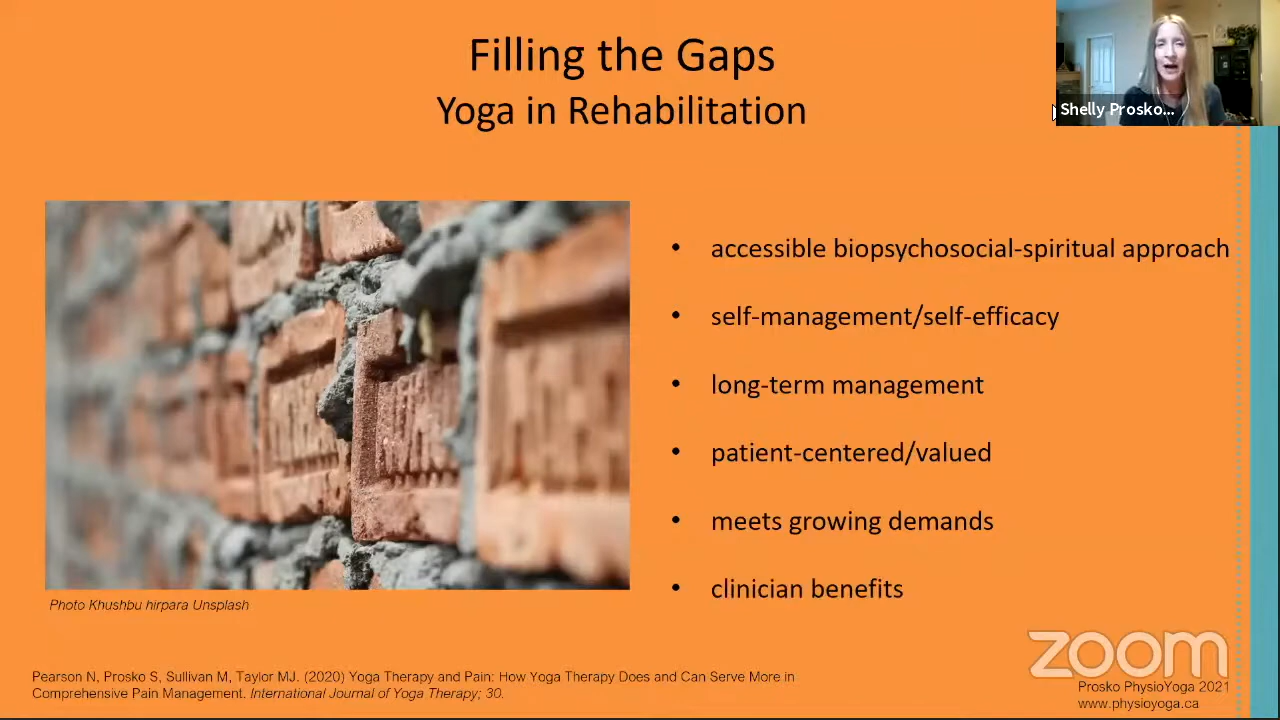 Filling the Gaps
Yoga in Rehabilitation
Shelly Prosko...
• accessible biopsychosocial-spiritual approach
• self-management/self-efficacy
• long-term management
• patient-centered/valued
• meets growing demands
• clinician benefits
Photo Khushbu hirpara Unsplash
Pearson N, Prosko S, Sullivan M, Taylor MJ. (2020) Yoga Therapy and Pain: How Yoga Therapy Does and Can Serve More in
Comprehensive Pain Management. International Journal of Yoga Therapy; 30.
zoom
Prosko PhysioYoga 2021
www.physioyoga.ca